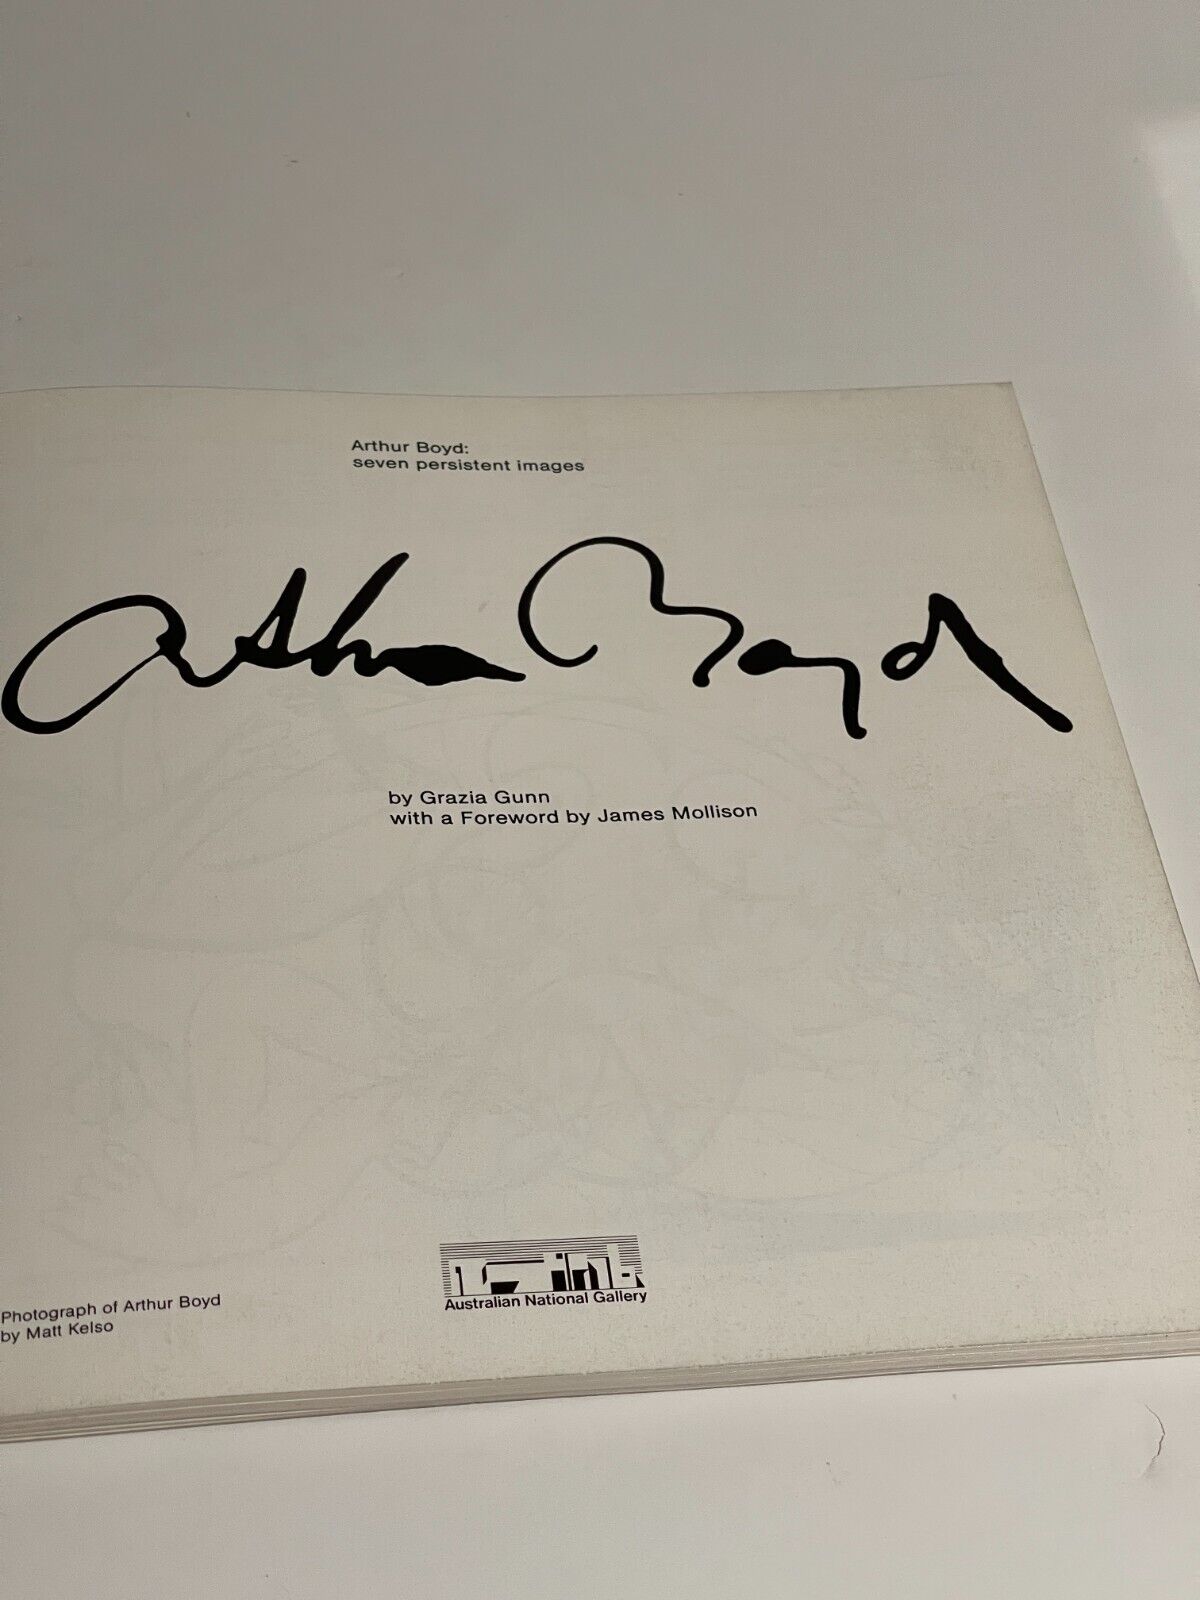 Arthur Boyd:
seven persistent images
Arthur Boyd
by Grazia Gunn
with a Foreword by James Mollison
Australian National Gallery
Photograph of Arthur Boyd
by Matt Kelso